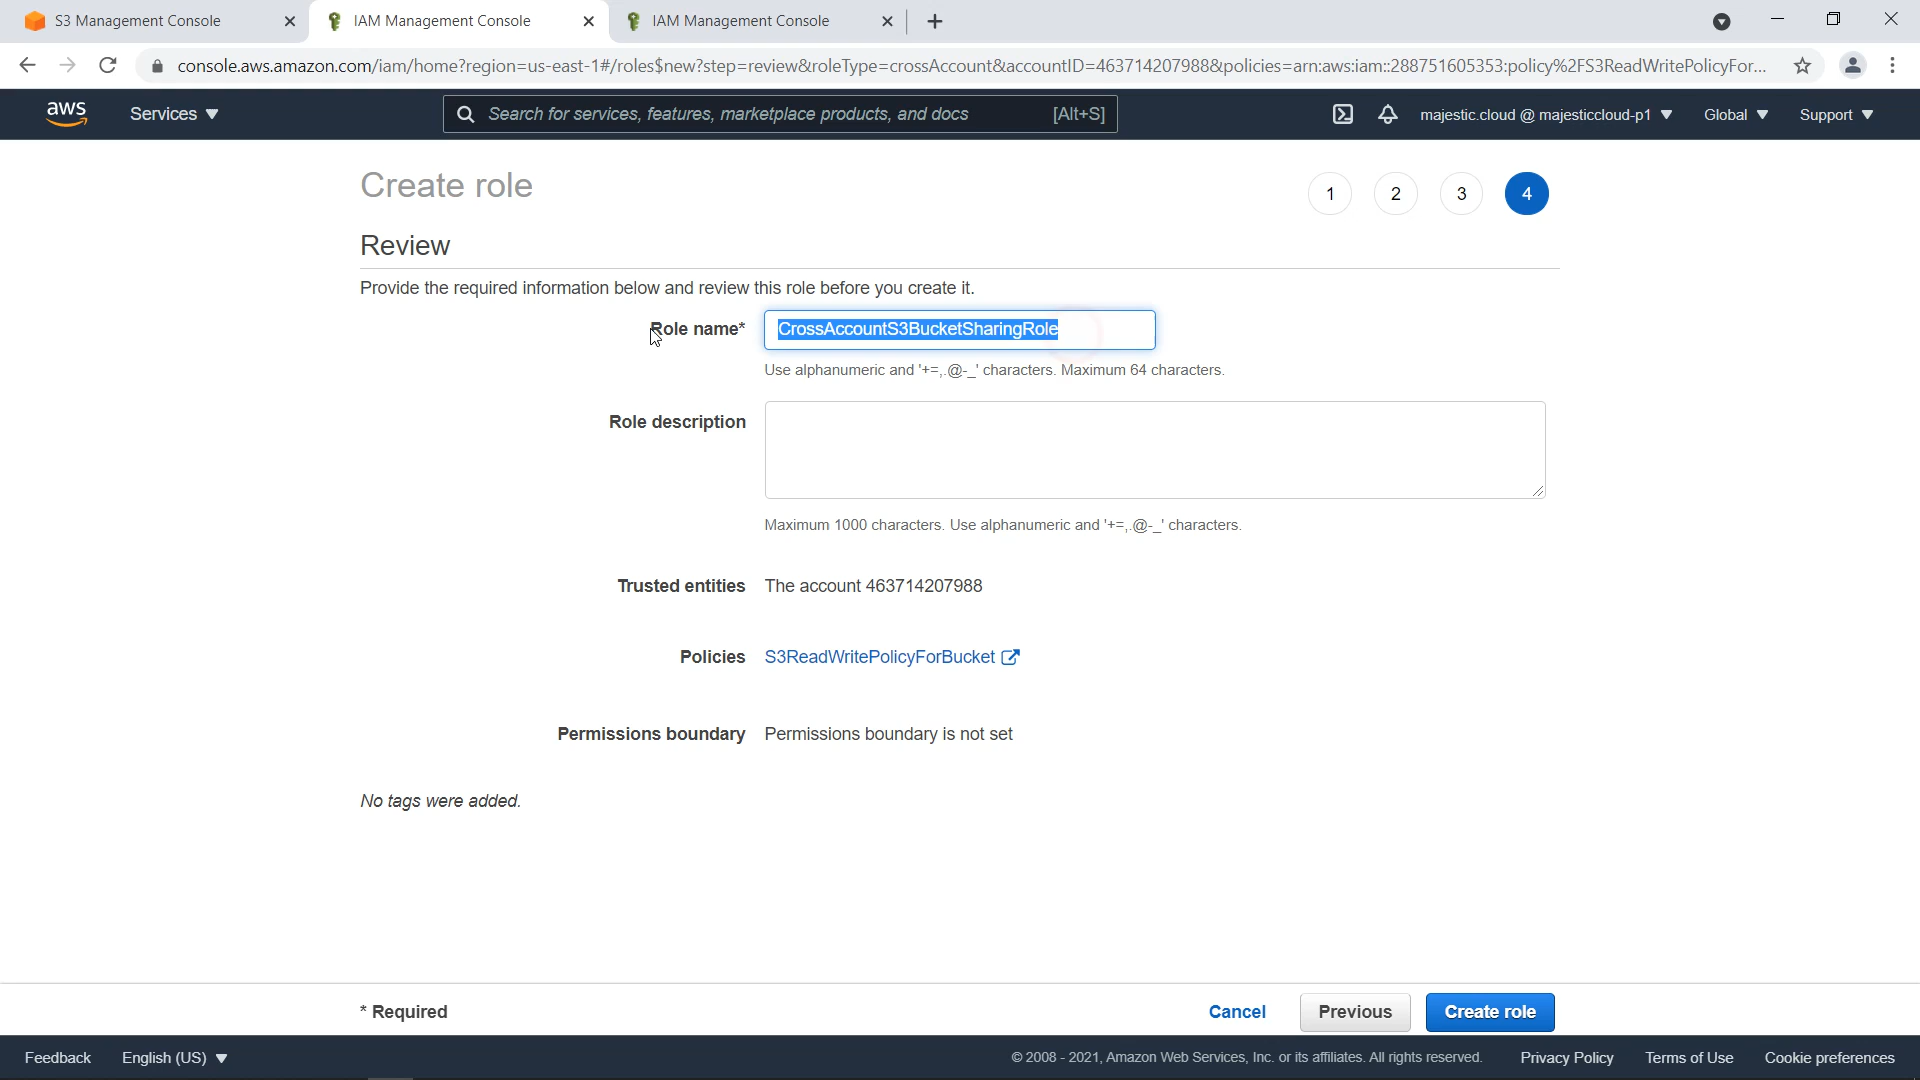 S3 Management Console
IAM Management Console
IAM Management Console
console.aws.amazon.com/iam/home?region=us-east-1#/roles$new?step=review&roleType=crossAccount&accountID=463714207988&policies=arn:aws:iam::288751605353:policy%2FS3ReadWritePolicyFor...
aws
Services
Search for services, features, marketplace products, and docs
[Alt+S]
majestic.cloud @ majesticcloud-p1
Global
Support
Create role
1
2
3
4
Review
Provide the required information below and review this role before you create it.
Role name*
CrossAccountS3BucketSharingRole
Use alphanumeric and '+=,.@-_' characters. Maximum 64 characters.
Role description
Maximum 1000 characters. Use alphanumeric and '+=,.@-_' characters.
Trusted entities
The account 463714207988
Policies
S3ReadWritePolicyForBucket
Permissions boundary
Permissions boundary is not set
No tags were added.
* Required
Cancel
Previous
Create role
Feedback
English (US)
© 2008 - 2021, Amazon Web Services, Inc. or its affiliates. All rights reserved.
Privacy Policy
Terms of Use
Cookie preferences